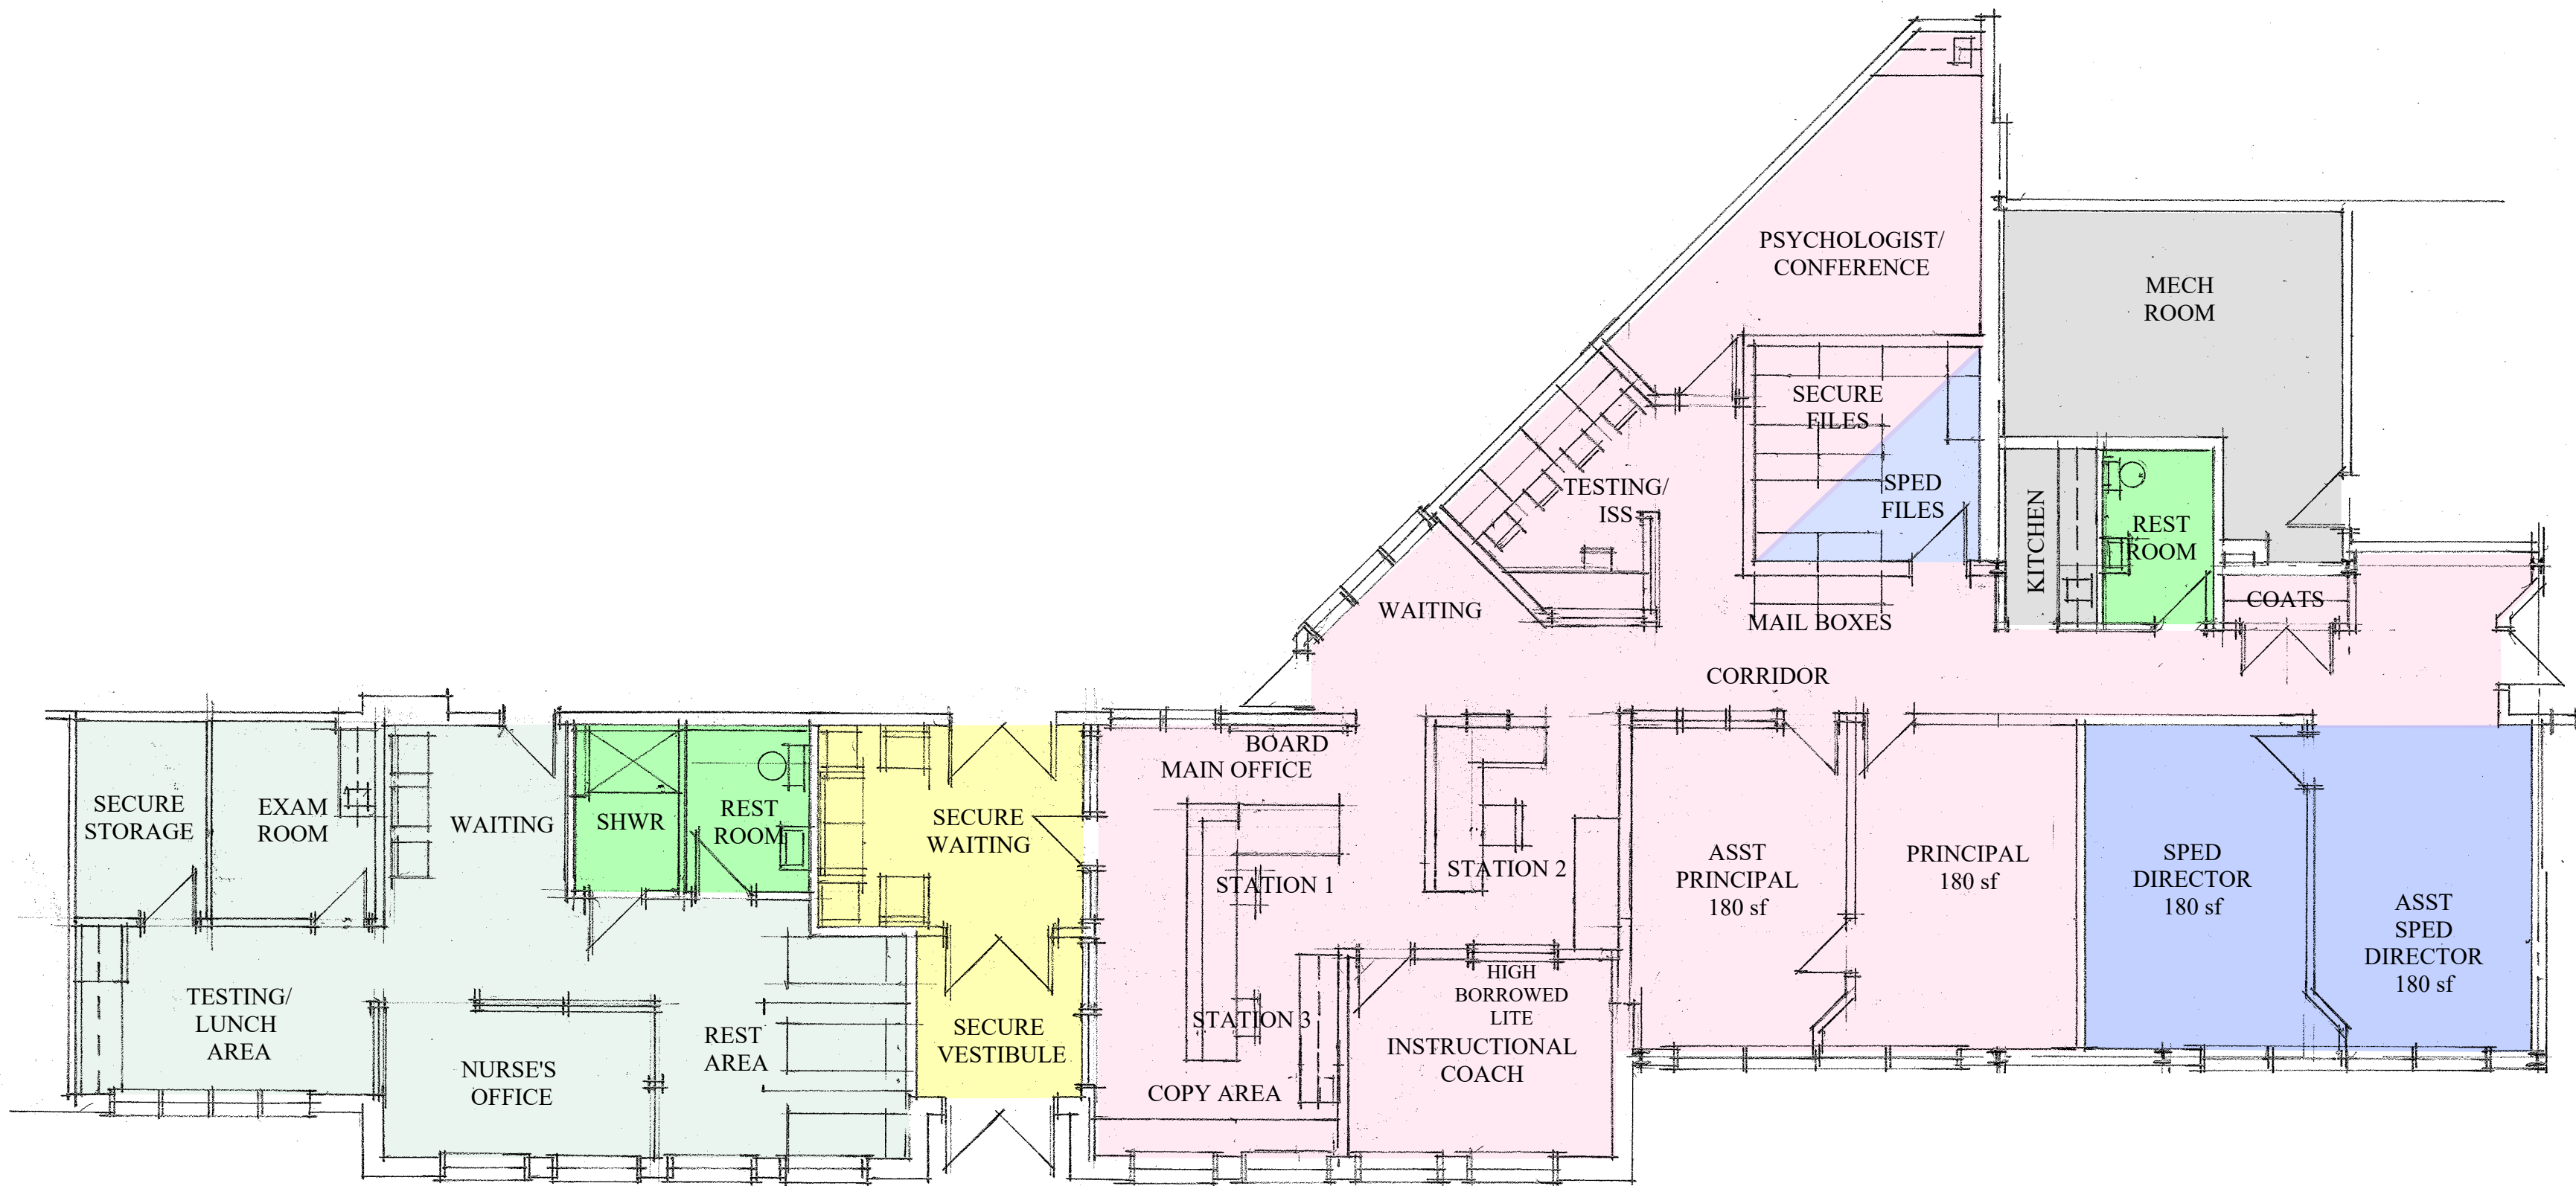 PSYCHOLOGIST/
CONFERENCE
MECH
ROOM
SECURE
FILES
SPED
FILES
TESTING/
ISS
KITCHEN
REST
ROOM
COATS
WAITING
MAIL BOXES
CORRIDOR
BOARD
MAIN OFFICE
SECURE
STORAGE
EXAM
ROOM
WAITING
SHWR
REST
ROOM
SECURE
WAITING
STATION 1
STATION 2
ASST
PRINCIPAL
180 sf
PRINCIPAL
180 sf
SPED
DIRECTOR
180 sf
ASST
SPED
DIRECTOR
180 sf
TESTING/
LUNCH
AREA
NURSE'S
OFFICE
REST
AREA
SECURE
VESTIBULE
STATION 3
COPY AREA
HIGH
BORROWED
LITE
INSTRUCTIONAL
COACH